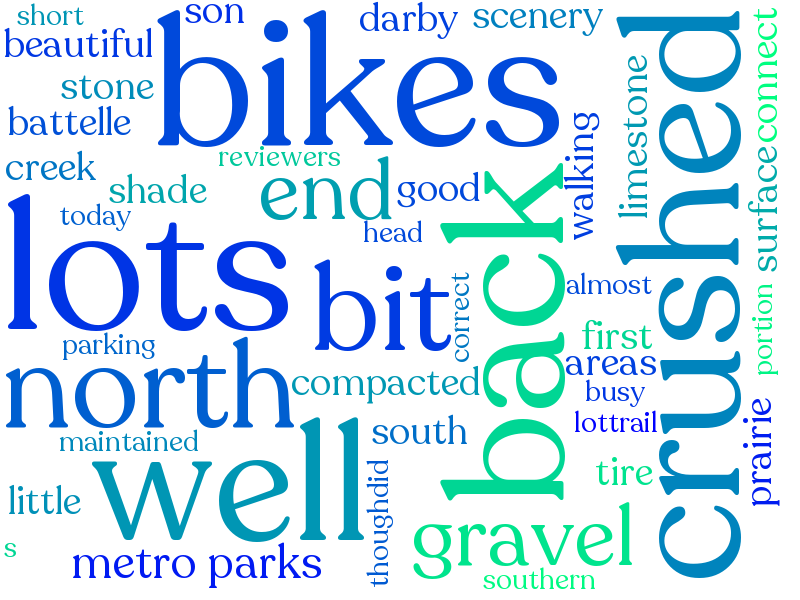 short
son
darby
scenery
beautiful
bikes
crushed
connect
stone
limestone
battelle
walking
creek
reviewers
shade
end
good
back
surface
today
lots
head
bit
correct
almost
portion
parking
first
north
areas
compacted
busy
lottrail
prairie
maintained
south
well
thoughdid
tire
little
gravel
s
metro parks
southern